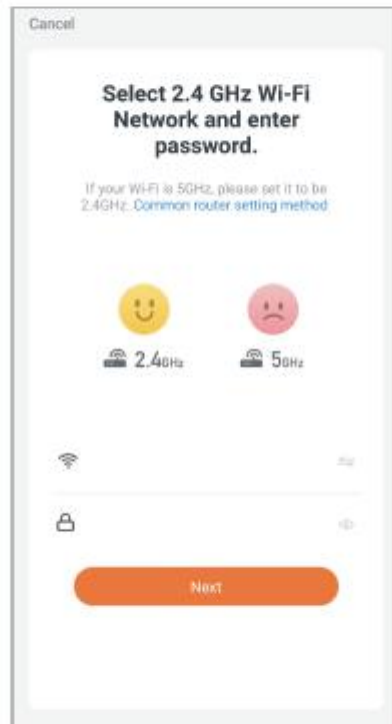 Cancel
Select 2.4 GHz Wi-Fi
Network and enter
password.
If your Wi-Fi is 5GHz, please set it to be
2.4GHz. Common router setting method
2.4GHz
5GHz
Next